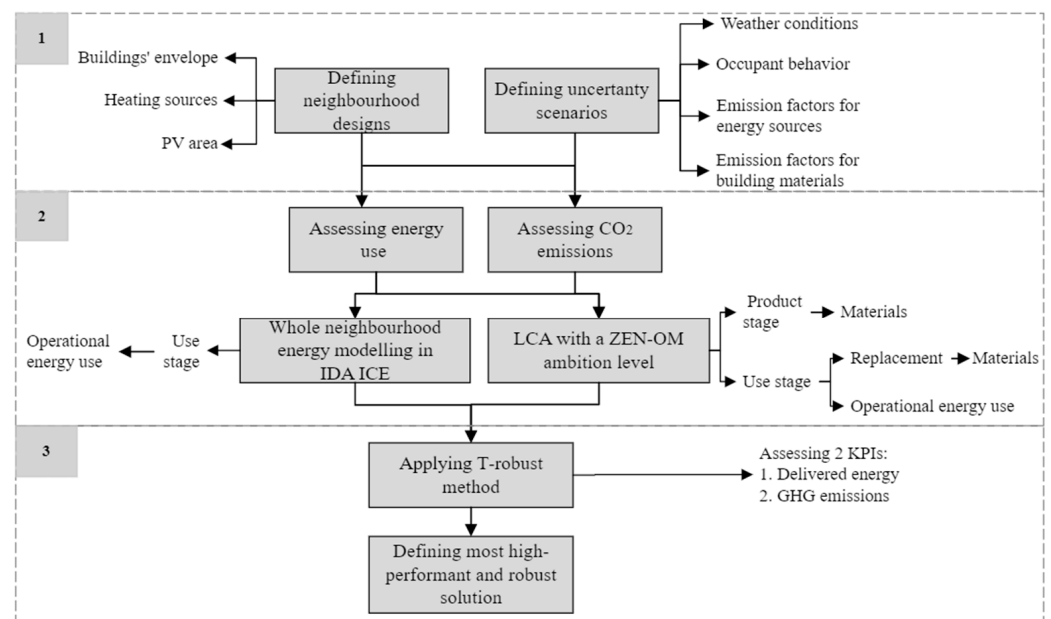 1
Buildings' envelope
Heating sources
PV area
Defining
neighbourhood
designs
Defining uncertanty
scenarios
Weather conditions
Occupant behavior
Emission factors for
energy sources
Emission factors for
building materials
2
Assessing energy
use
Assessing CO2
emissions
Operational
energy use
Use
stage
Whole neighbourhood
energy modelling in
IDA ICE
LCA with a ZEN-OM
ambition level
Product
stage
Materials
Use stage
Replacement
Materials
Operational energy use
3
Applying T-robust
method
Assessing 2 KPIs:
1. Delivered energy
2. GHG emissions
Defining most high-
performant and robust
solution